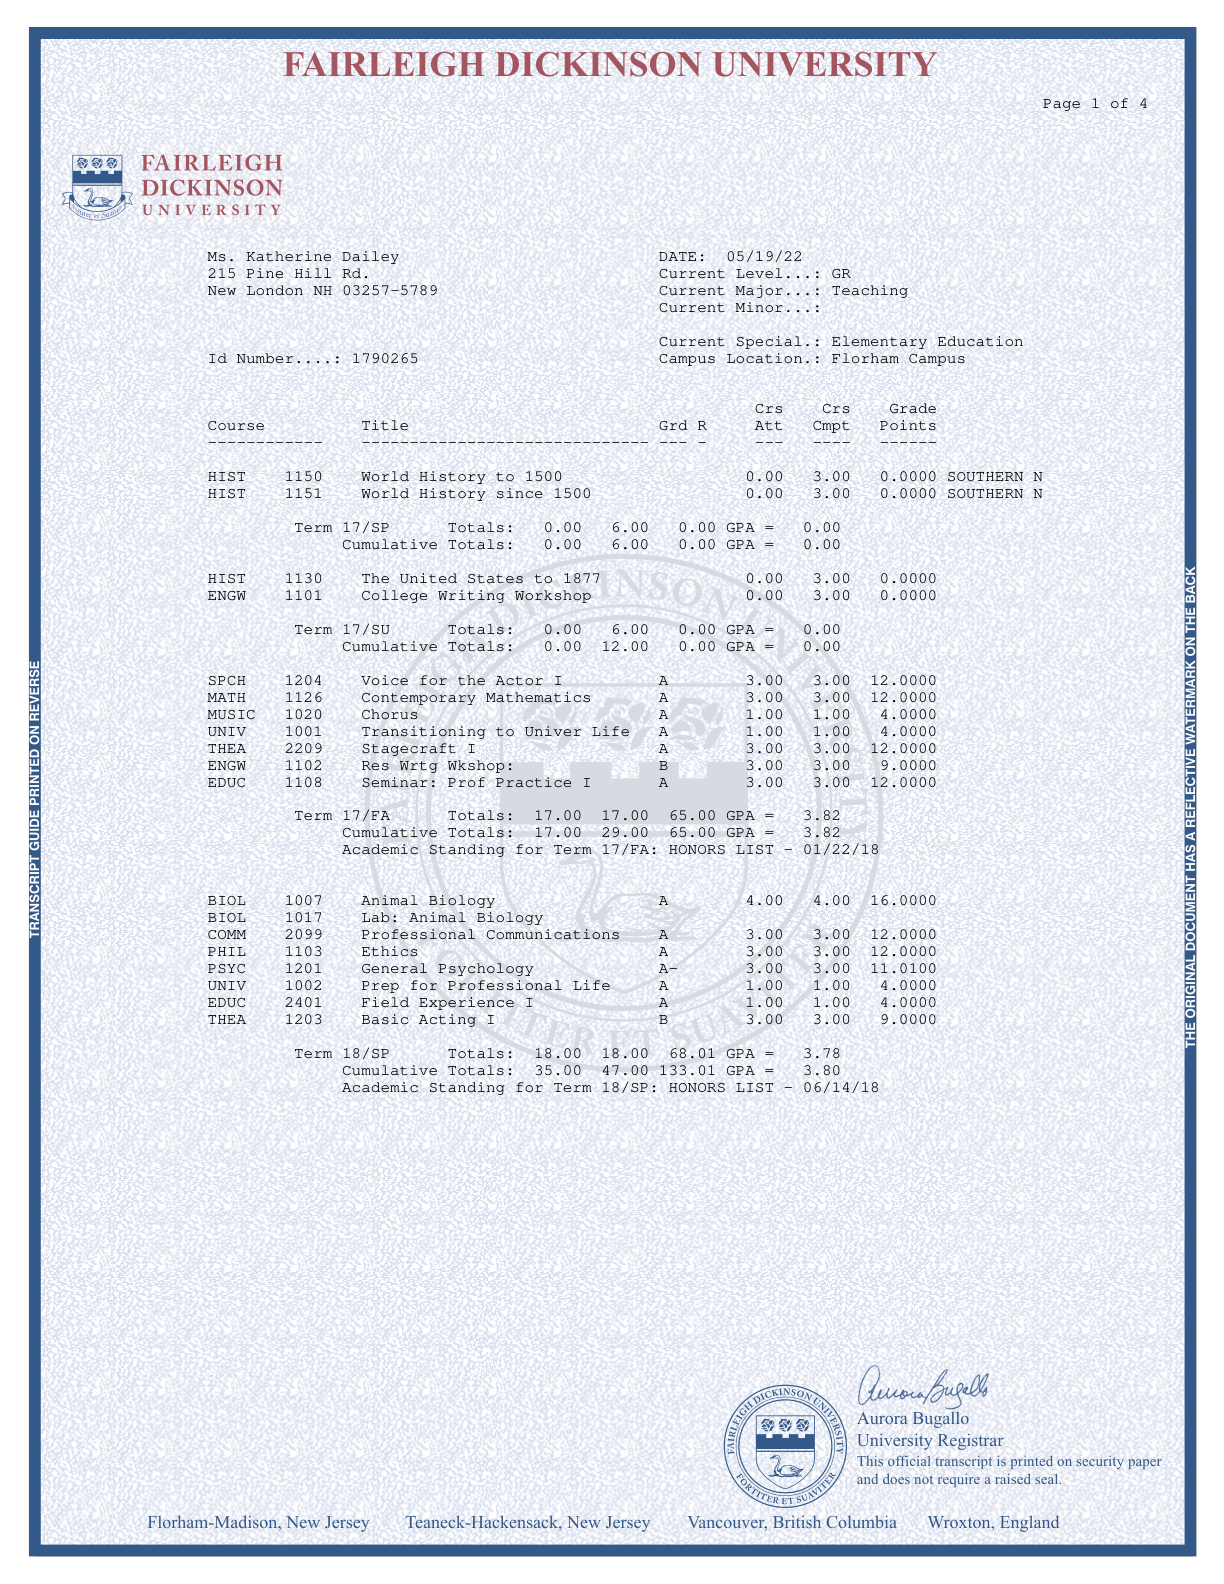 FAIRLEIGH DICKINSON UNIVERSITY
Page 1 of 4
FAIRLEIGH
DICKINSON
UNIVERSITY
Fortiter et Suaviter
Ms. Katherine Dailey DATE: 05/19/22
215 Pine Hill Rd. Current Level...: GR
New London NH 03257-5789 Current Major...: Teaching
Current Minor...:
Current Special.: Elementary Education
Id Number....: 1790265 Campus Location.: Florham Campus
Crs Crs Grade
Course Title Grd R Att Cmpt Points
------------ ------------------------------ --- - --- ---- ------
HIST 1150 World History to 1500 0.00 3.00 0.0000 SOUTHERN N
HIST 1151 World History since 1500 0.00 3.00 0.0000 SOUTHERN N
Term 17/SP Totals: 0.00 6.00 0.00 GPA = 0.00
Cumulative Totals: 0.00 6.00 0.00 GPA = 0.00
HIST 1130 The United States to 1877 0.00 3.00 0.0000
ENGW 1101 College Writing Workshop 0.00 3.00 0.0000
Term 17/SU Totals: 0.00 6.00 0.00 GPA = 0.00
Cumulative Totals: 0.00 12.00 0.00 GPA = 0.00
SPCH 1204 Voice for the Actor I A 3.00 3.00 12.0000
MATH 1126 Contemporary Mathematics A 3.00 3.00 12.0000
MUSIC 1020 Chorus A 1.00 1.00 4.0000
UNIV 1001 Transitioning to Univer Life A 1.00 1.00 4.0000
THEA 2209 Stagecraft I A 3.00 3.00 12.0000
ENGW 1102 Res Wrtg Wkshop: B 3.00 3.00 9.0000
EDUC 1108 Seminar: Prof Practice I A 3.00 3.00 12.0000
Term 17/FA Totals: 17.00 17.00 65.00 GPA = 3.82
Cumulative Totals: 17.00 29.00 65.00 GPA = 3.82
Academic Standing for Term 17/FA: HONORS LIST - 01/22/18
BIOL 1007 Animal Biology A 4.00 4.00 16.0000
BIOL 1017 Lab: Animal Biology
COMM 2099 Professional Communications A 3.00 3.00 12.0000
PHIL 1103 Ethics A 3.00 3.00 12.0000
PSYC 1201 General Psychology A- 3.00 3.00 11.0100
UNIV 1002 Prep for Professional Life A 1.00 1.00 4.0000
EDUC 2401 Field Experience I A 1.00 1.00 4.0000
THEA 1203 Basic Acting I B 3.00 3.00 9.0000
Term 18/SP Totals: 18.00 18.00 68.01 GPA = 3.78
Cumulative Totals: 35.00 47.00 133.01 GPA = 3.80
Academic Standing for Term 18/SP: HONORS LIST - 06/14/18
TRANSCRIPT GUIDE PRINTED ON REVERSE
THE ORIGINAL DOCUMENT HAS A REFLECTIVE WATERMARK ON THE BACK
FAIRLEIGH DICKINSON UNIVERSITY
FORTITER ET SUAVITER
Aurora Bugallo
Aurora Bugallo
University Registrar
This official transcript is printed on security paper
and does not require a raised seal.
FAIRLEIGH DICKINSON UNIVERSITY
FORTITER ET SUAVITER
Florham-Madison, New Jersey Teaneck-Hackensack, New Jersey Vancouver, British Columbia Wroxton, England